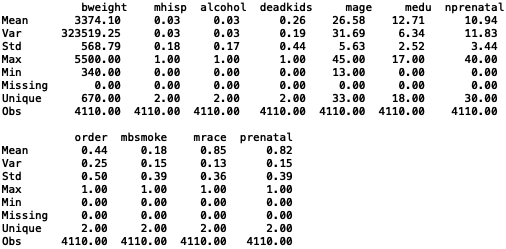 bweight mhisp alcohol deadkids mage medu nprenatal
Mean 3374.10 0.03 0.03 0.26 26.58 12.71 10.94
Var 323519.25 0.03 0.03 0.19 31.69 6.34 11.83
Std 568.79 0.18 0.17 0.44 5.63 2.52 3.44
Max 5500.00 1.00 1.00 1.00 45.00 17.00 40.00
Min 340.00 0.00 0.00 0.00 13.00 0.00 0.00
Missing 0.00 0.00 0.00 0.00 0.00 0.00 0.00
Unique 670.00 2.00 2.00 2.00 33.00 18.00 30.00
Obs 4110.00 4110.00 4110.00 4110.00 4110.00 4110.00 4110.00
order mbsmoke mrace prenatal
Mean 0.44 0.18 0.85 0.82
Var 0.25 0.15 0.13 0.15
Std 0.50 0.39 0.36 0.39
Max 1.00 1.00 1.00 1.00
Min 0.00 0.00 0.00 0.00
Missing 0.00 0.00 0.00 0.00
Unique 2.00 2.00 2.00 2.00
Obs 4110.00 4110.00 4110.00 4110.00